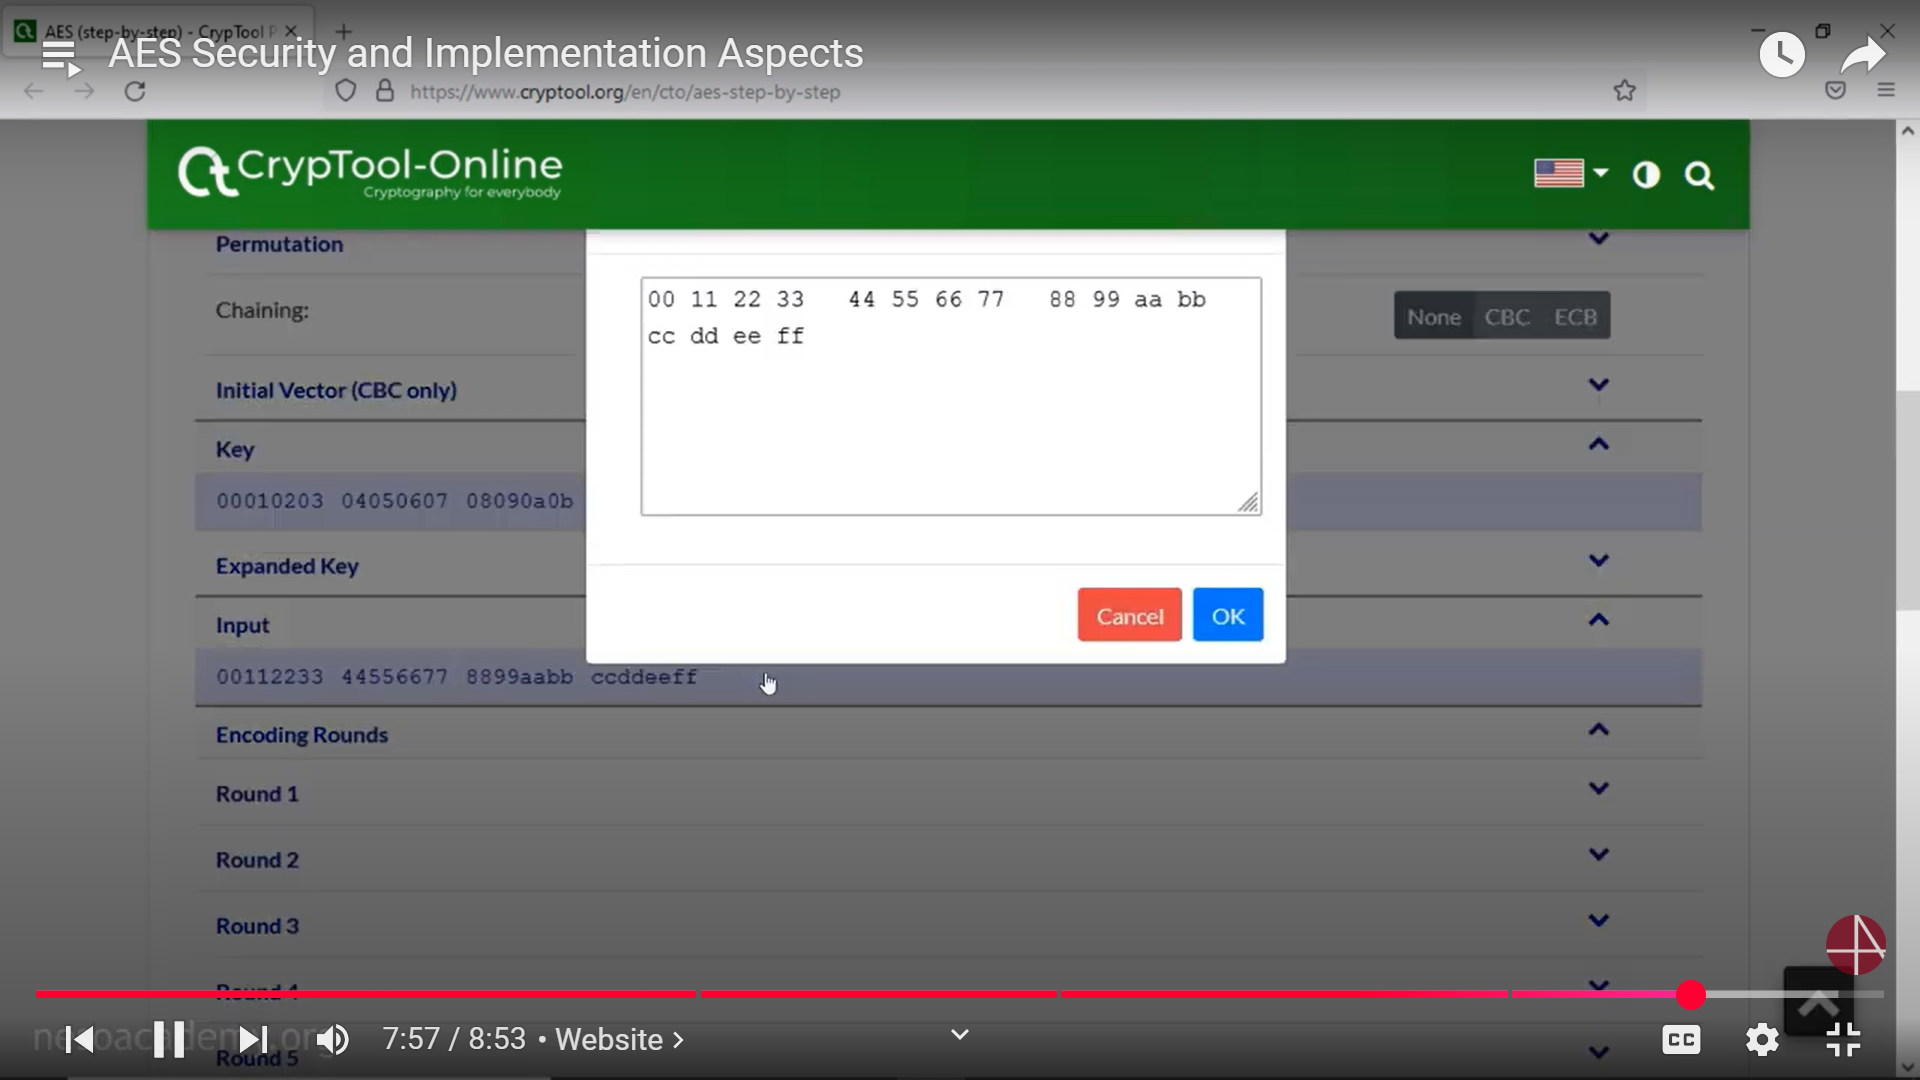 AES (step-by-step) - CrypTool P
AES Security and Implementation Aspects
https://www.cryptool.org/en/cto/aes-step-by-step
CrypTool-Online
Cryptography for everybody
Permutation
00 11 22 33 44 55 66 77 88 99 aa bb
cc dd ee ff
Chaining:
None CBC ECB
Initial Vector (CBC only)
Key
00010203 04050607 08090a0b
Expanded Key
Cancel OK
Input
00112233 44556677 8899aabb ccddeeff
Encoding Rounds
Round 1
Round 2
Round 3
Round 4
nesoacademy.org
7:57 / 8:53 • Website >
CC
Round 5